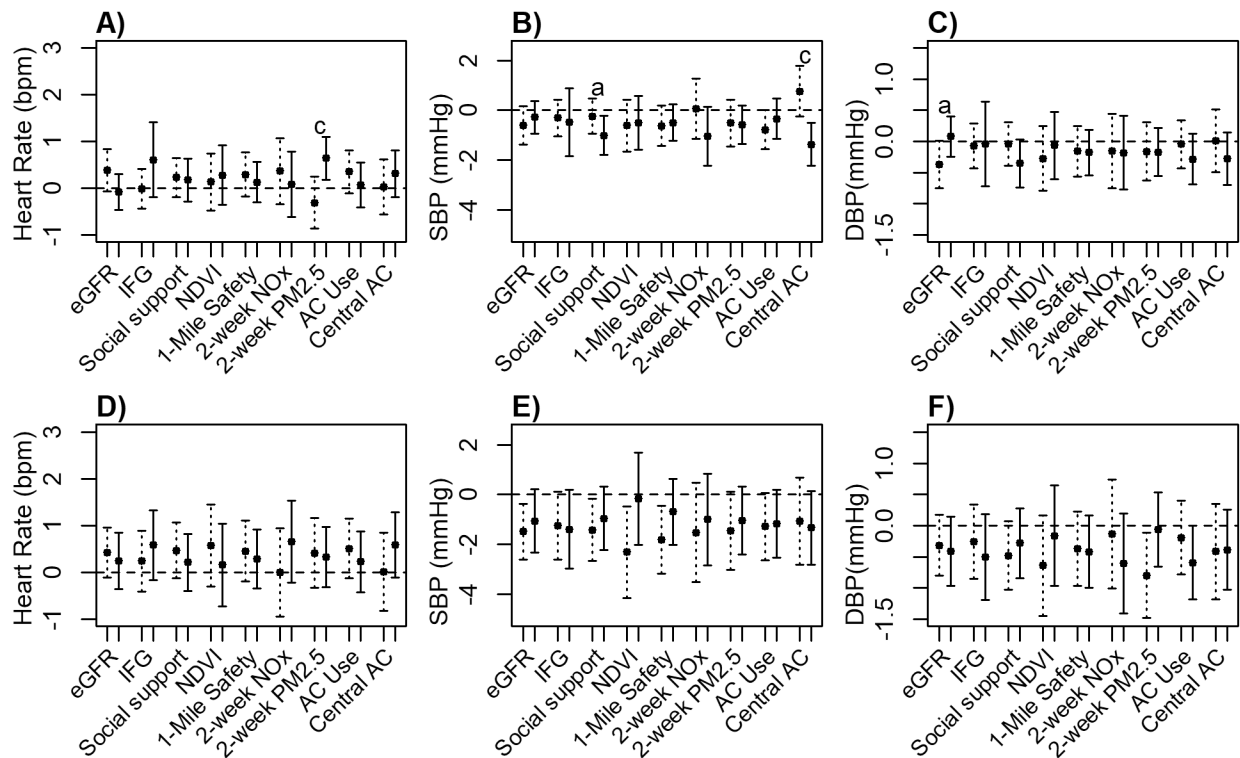 A)
Heart Rate (bpm)
3
2
1
0
-1
c
eGFR
IFG
Social support
NDVI
1-Mile Safety
2-week NOx
2-week PM2.5
AC Use
Central AC
B)
SBP (mmHg)
2
0
-2
-4
a
c
eGFR
IFG
Social support
NDVI
1-Mile Safety
2-week NOx
2-week PM2.5
AC Use
Central AC
C)
DBP(mmHg)
1.0
0.0
-1.5
a
eGFR
IFG
Social support
NDVI
1-Mile Safety
2-week NOx
2-week PM2.5
AC Use
Central AC
D)
Heart Rate (bpm)
3
2
1
0
-1
eGFR
IFG
Social support
NDVI
1-Mile Safety
2-week NOx
2-week PM2.5
AC Use
Central AC
E)
SBP (mmHg)
2
0
-2
-4
eGFR
IFG
Social support
NDVI
1-Mile Safety
2-week NOx
2-week PM2.5
AC Use
Central AC
F)
DBP(mmHg)
1.0
0.0
-1.5
eGFR
IFG
Social support
NDVI
1-Mile Safety
2-week NOx
2-week PM2.5
AC Use
Central AC